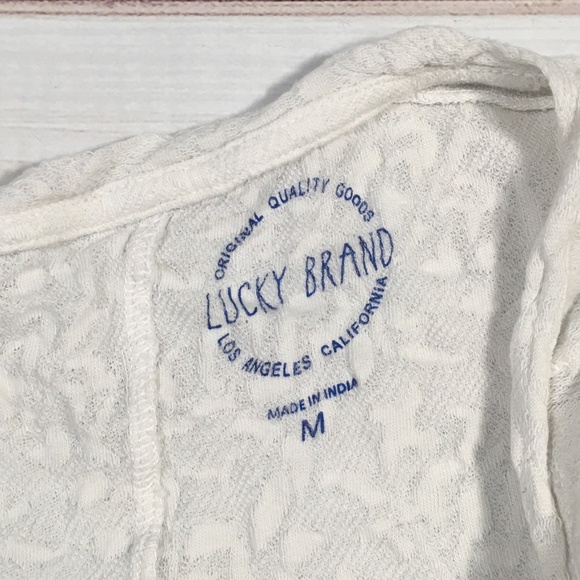 ORIGINAL QUALITY GOODS
LUCKY BRAND
LOS ANGELES CALIFORNIA
MADE IN INDIA
M